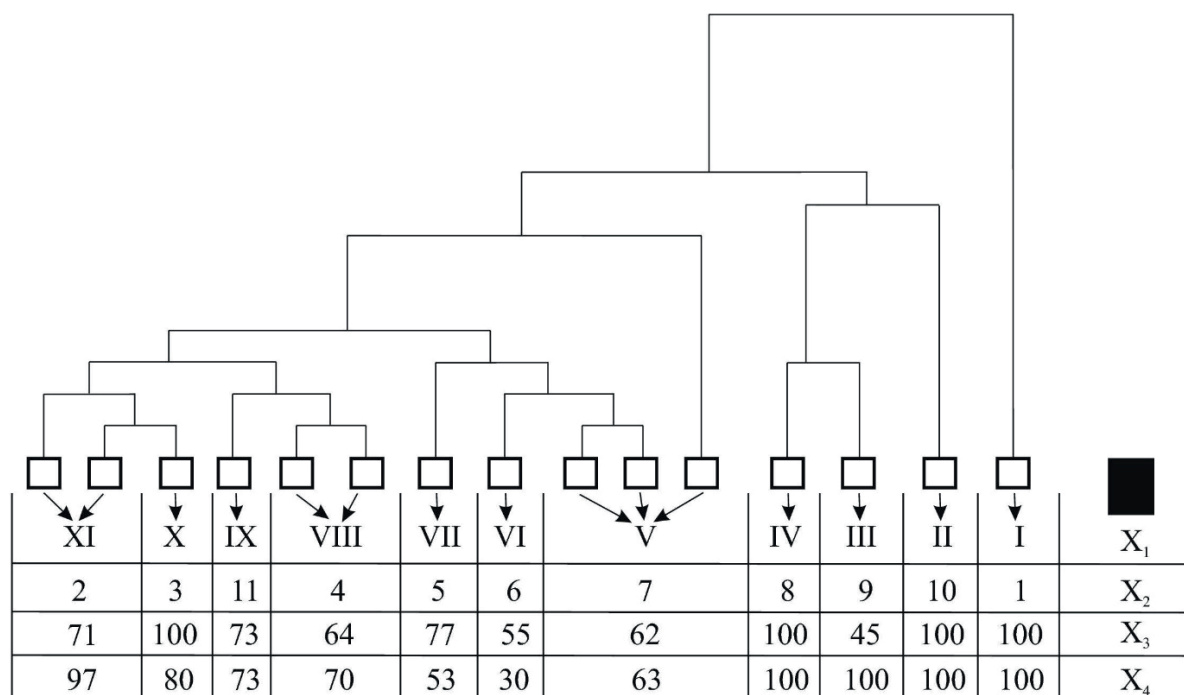 XI X IX VIII VII VI V IV III II I X₁
2 3 11 4 5 6 7 8 9 10 1 X₂
71 100 73 64 77 55 62 100 45 100 100 X₃
97 80 73 70 53 30 63 100 100 100 100 X₄